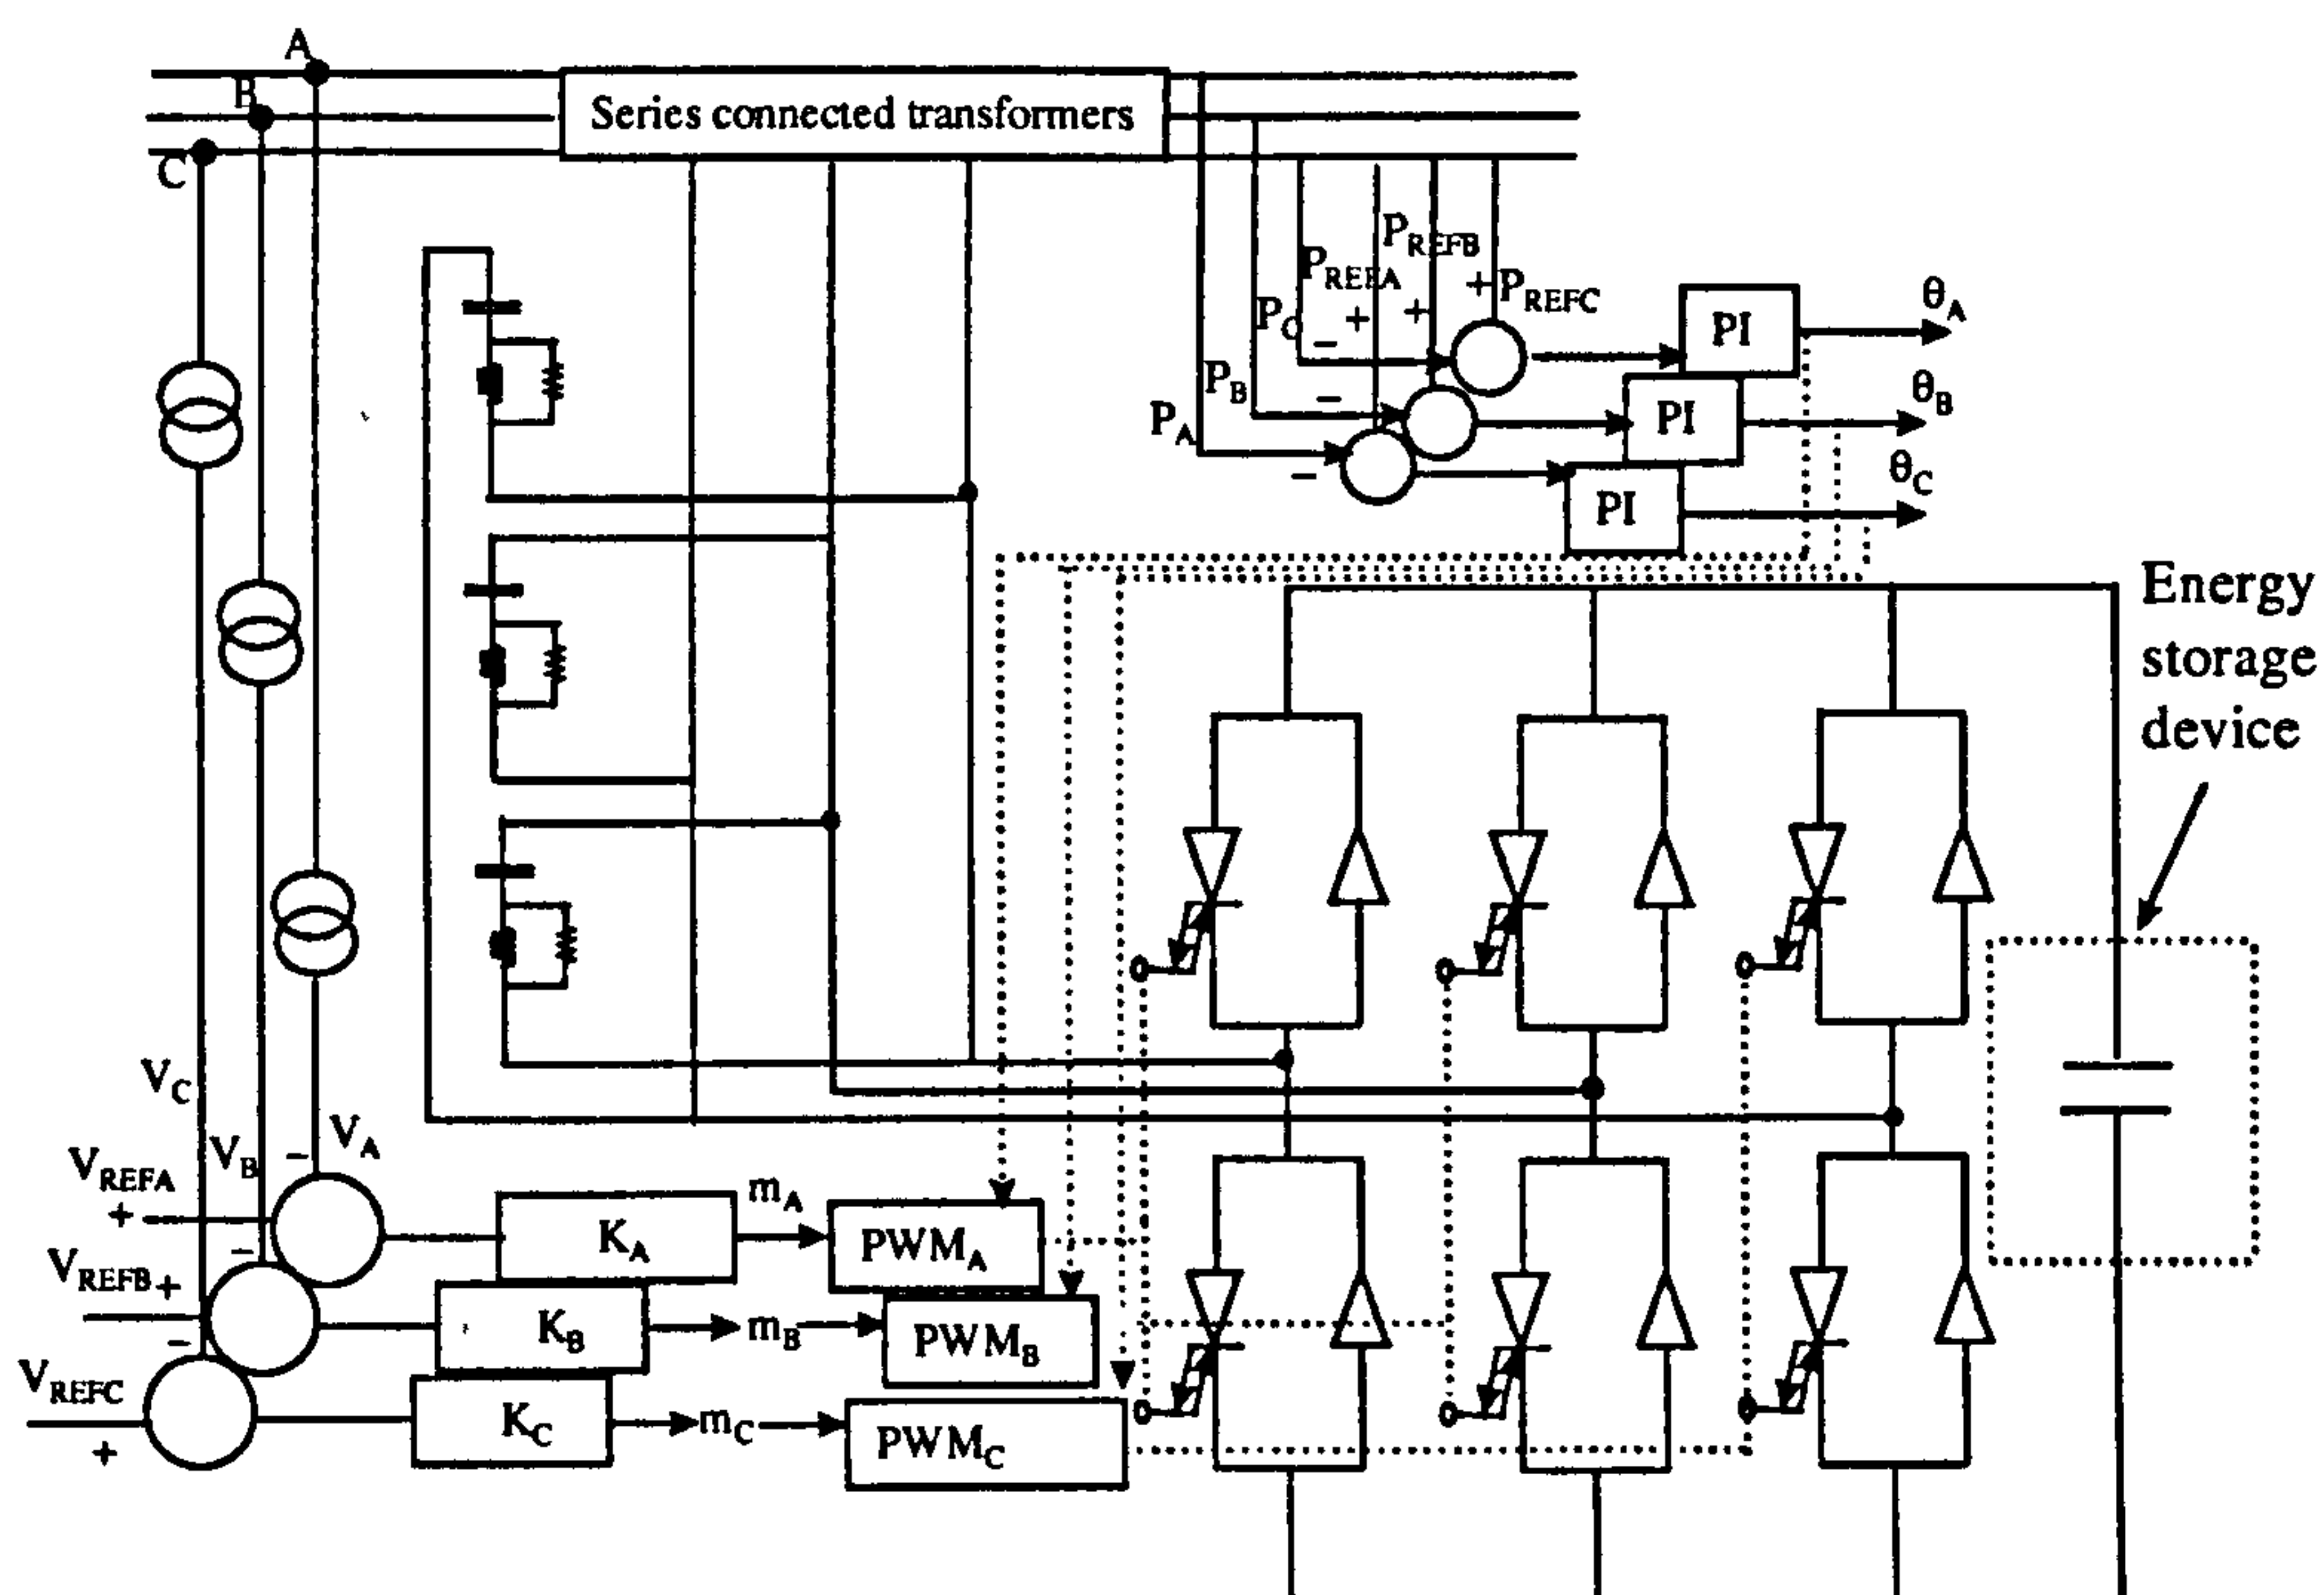 A
B
C
Series connected transformers
P_REFB
P_REFA
+ P_REFC
P_C
+
+
−
P_B
−
P_A
−
PI
θ_A
PI
θ_B
PI
θ_C
Energy
storage
device
V_C
V_B
−
V_A
V_REFA
+
−
V_REFB +
−
V_REFC
+
K_A
m_A
PWM_A
K_B
m_B
PWM_B
K_C
m_C
PWM_C